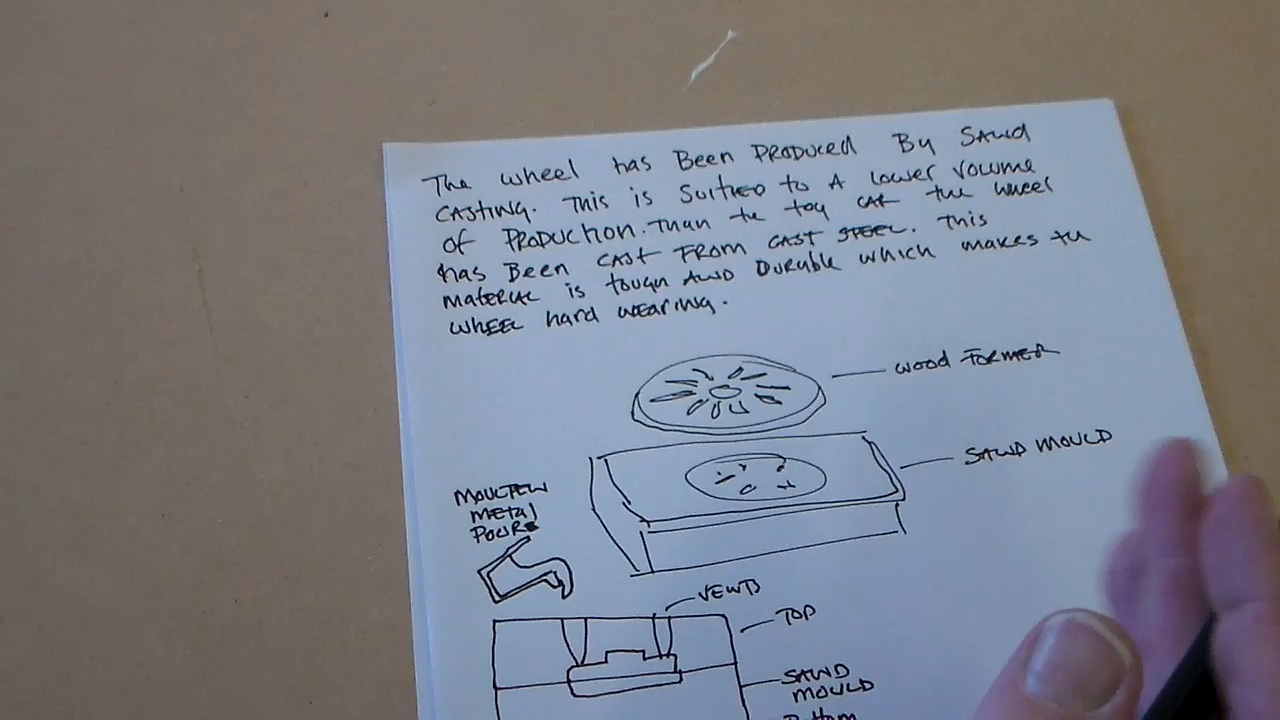 The wheel has Been PRODUCED By SAND
CASTING. This is Suited to A lower Volume
of PRODUCtion. Than the toy car the wheel
has Been CAST FROM CAST STEEL. This
Material is tough AND DURABLE which makes the
WHEEL hard WEARING.
Wood FORMER
SAND MOULD
MOULTEN
METAl
POURE
VENTS
TOP
SAND
MOULD
Bottom